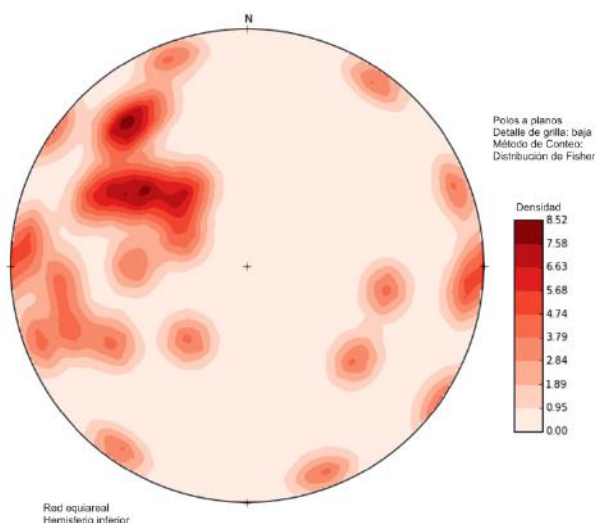 N
Polos a planos
Detalle de grilla: baja
Método de Conteo:
Distribución de Fisher
Densidad
8.52
7.58
6.63
5.68
4.74
3.79
2.84
1.89
0.95
0.00
Red equiareal
Hemisferio inferior